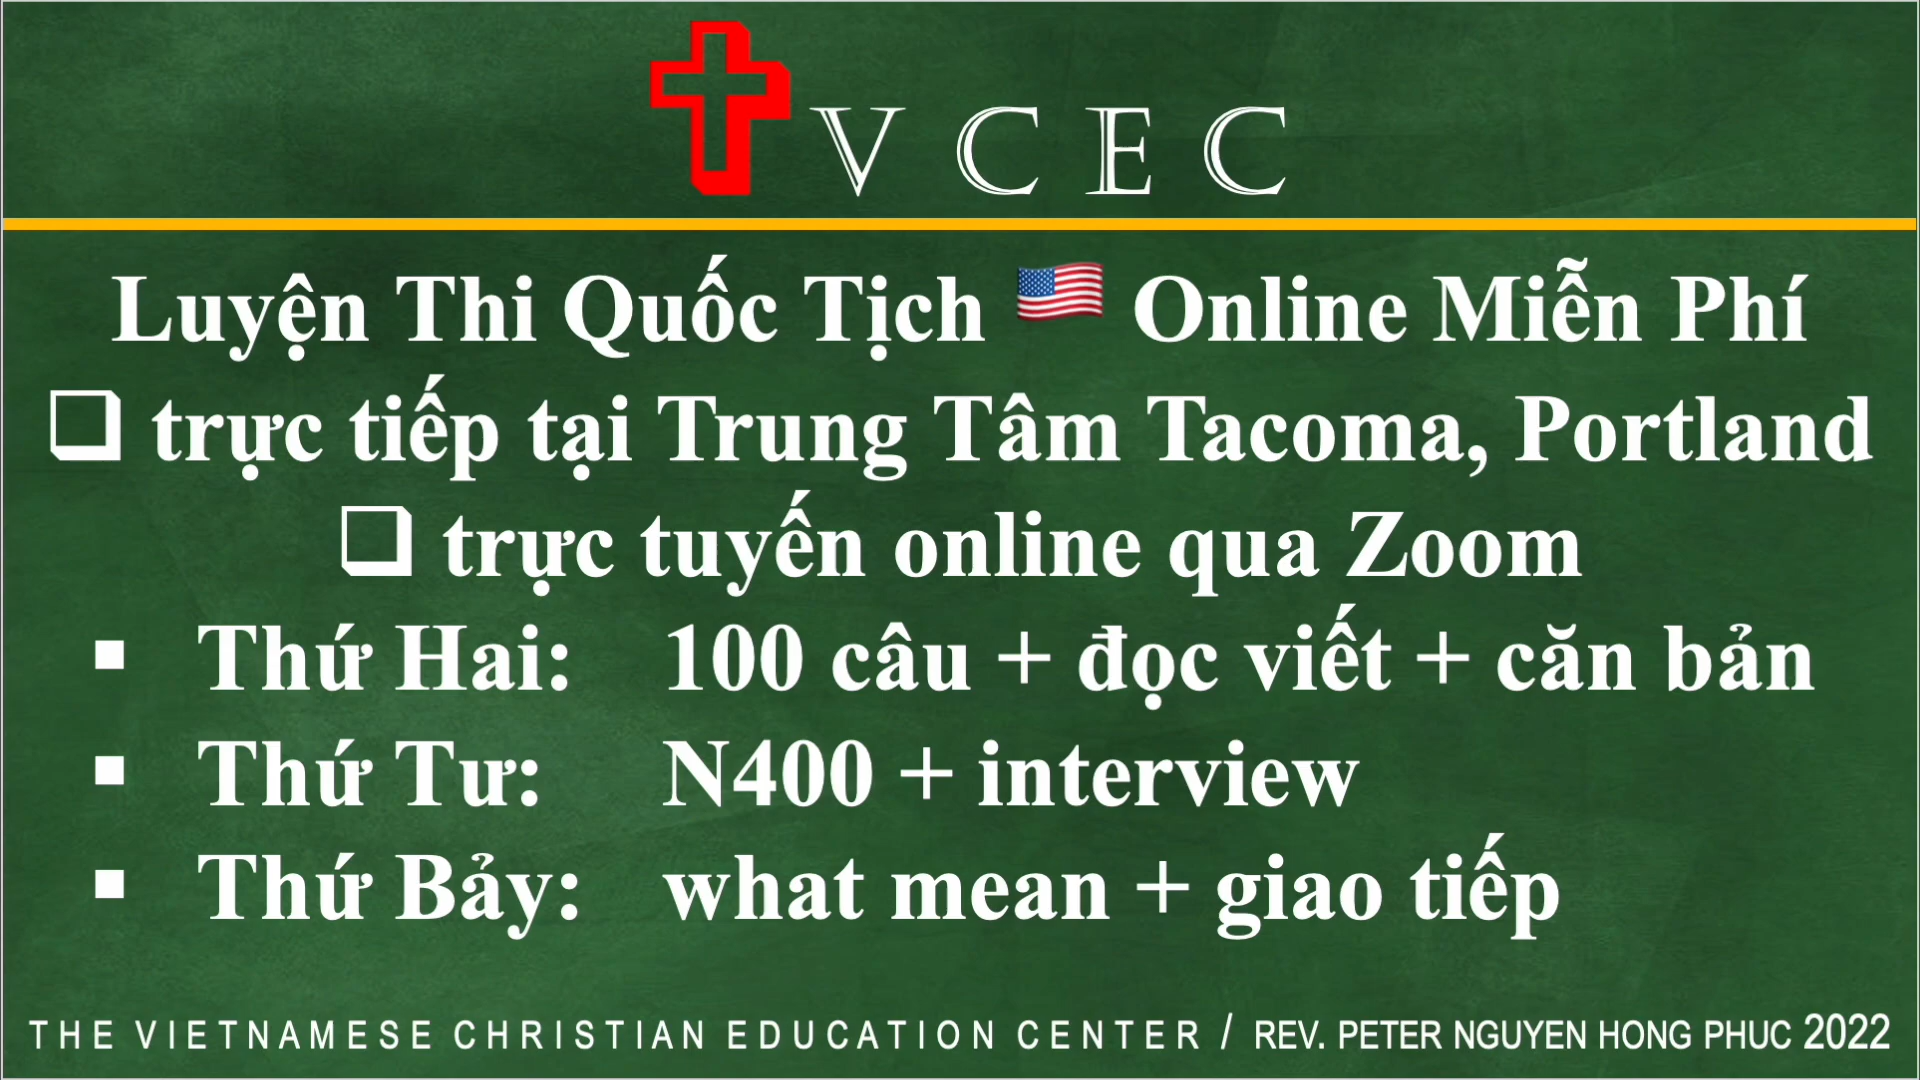 VCEC
Luyện Thi Quốc Tịch 🇺🇸 Online Miễn Phí
❑ trực tiếp tại Trung Tâm Tacoma, Portland
❑ trực tuyến online qua Zoom
▪ Thứ Hai: 100 câu + đọc viết + căn bản
▪ Thứ Tư: N400 + interview
▪ Thứ Bảy: what mean + giao tiếp
THE VIETNAMESE CHRISTIAN EDUCATION CENTER / REV. PETER NGUYEN HONG PHUC 2022